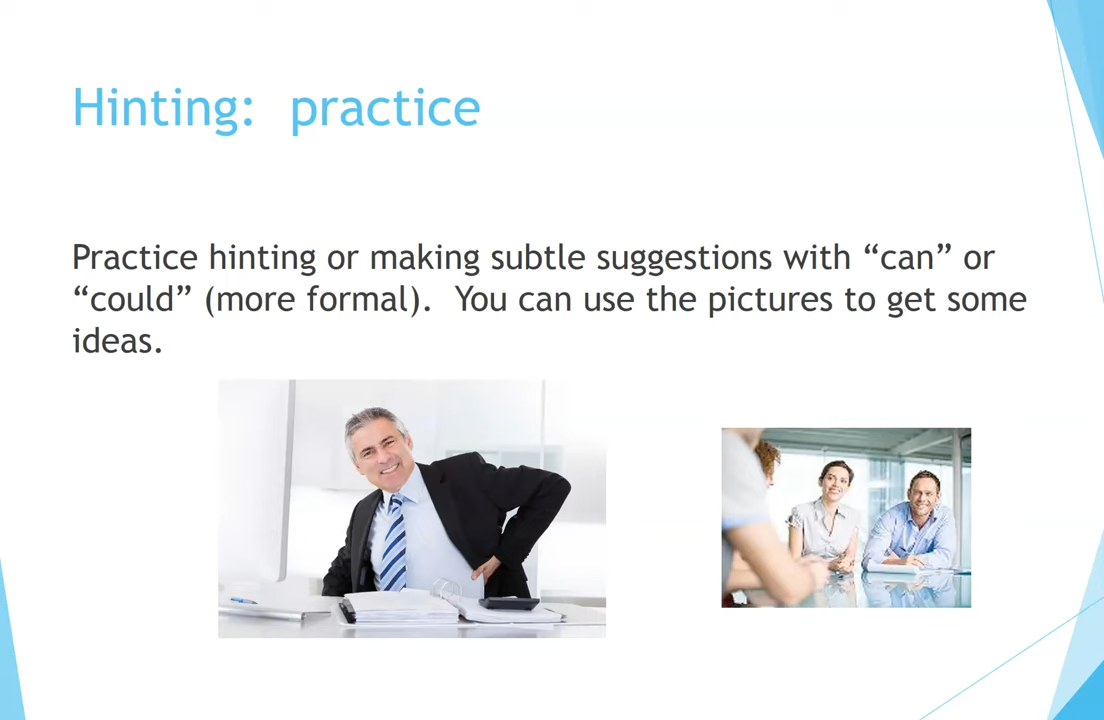 Hinting:  practice
Practice hinting or making subtle suggestions with “can” or
“could” (more formal).  You can use the pictures to get some
ideas.